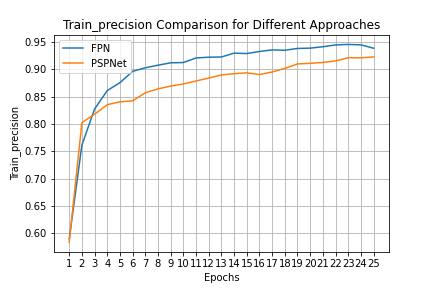 Train_precision Comparison for Different Approaches
FPN
PSPNet
0.95
0.90
0.85
0.80
0.75
0.70
0.65
0.60
Train_precision
1 2 3 4 5 6 7 8 9 10 11 12 13 14 15 16 17 18 19 20 21 22 23 24 25
Epochs